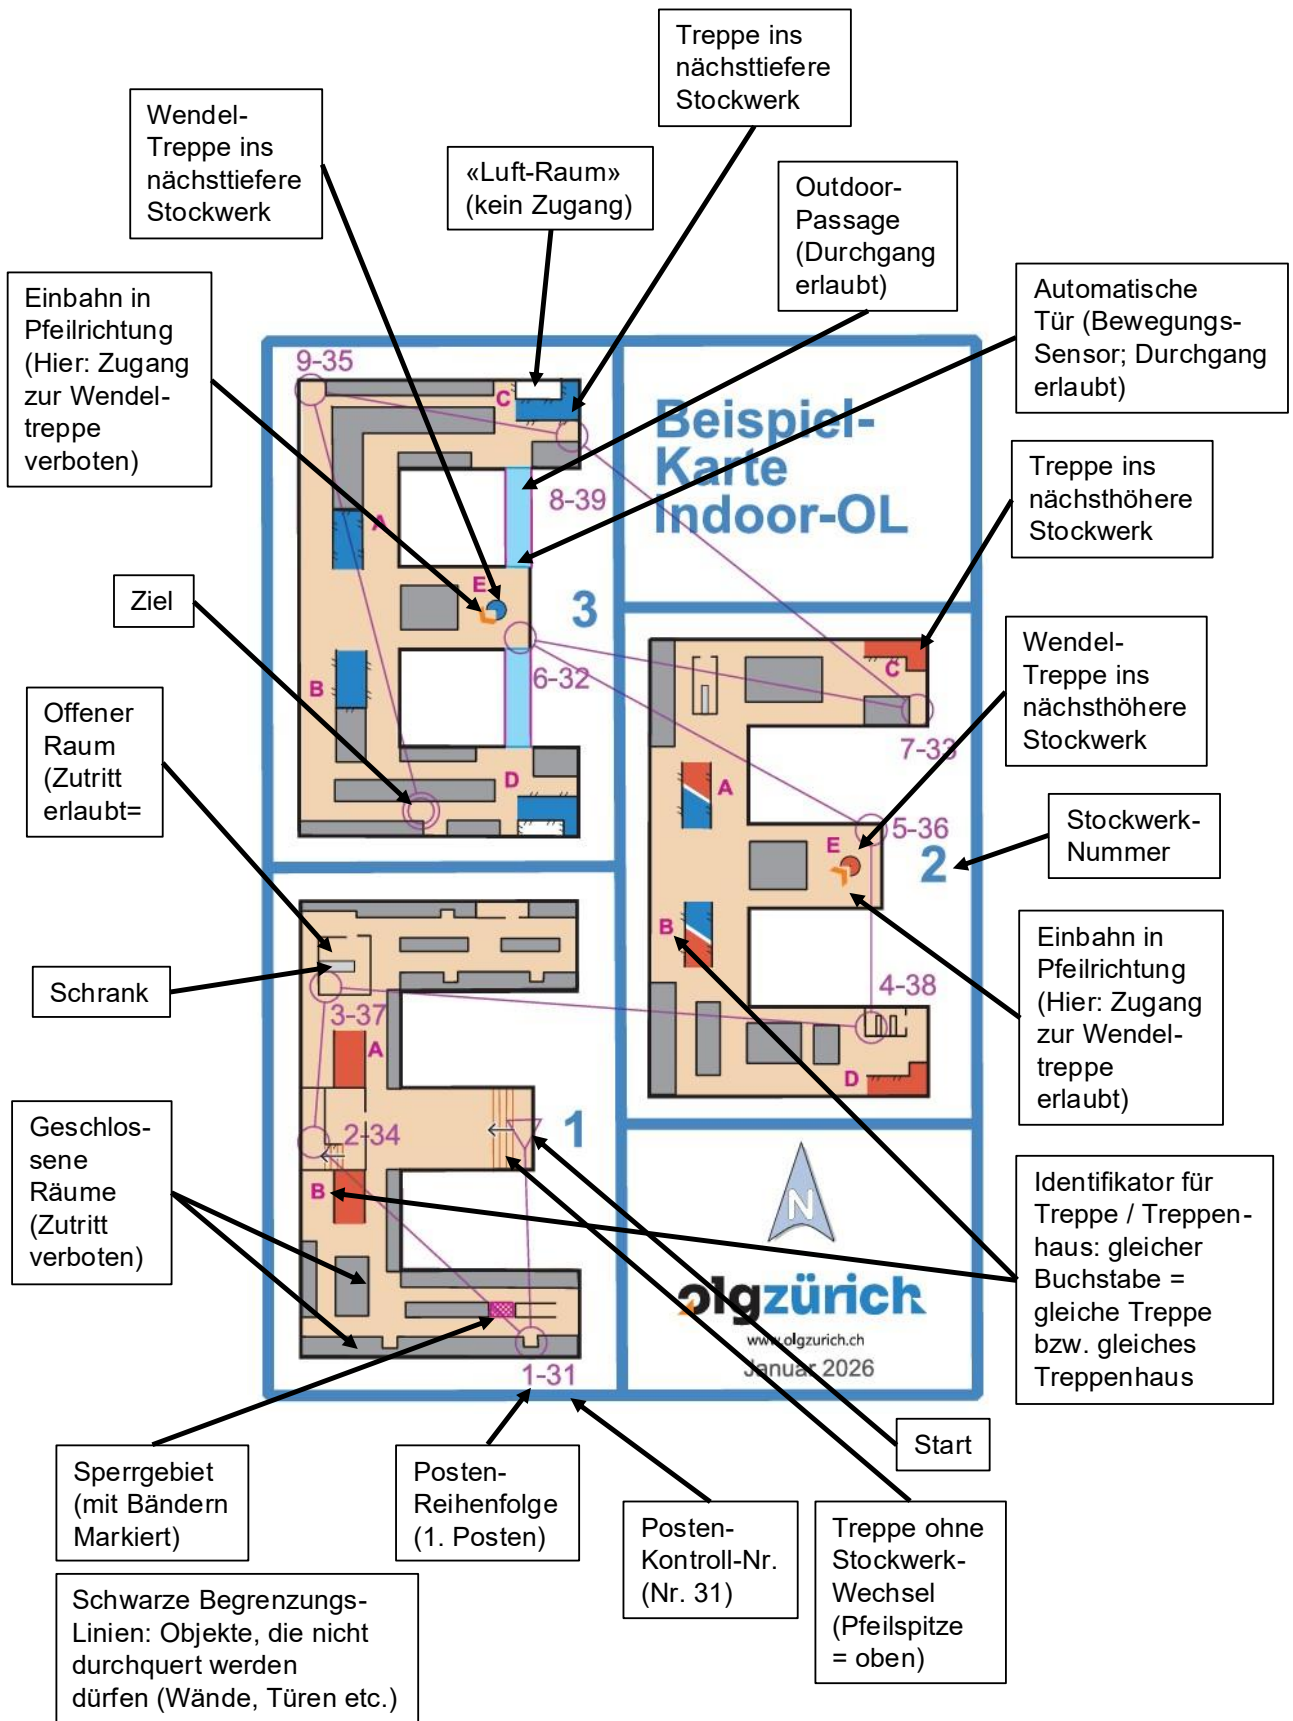 Treppe ins
nächsttiefere
Stockwerk
Wendel-
Treppe ins
nächsttiefere
Stockwerk
«Luft-Raum»
(kein Zugang)
Outdoor-
Passage
(Durchgang
erlaubt)
Einbahn in
Pfeilrichtung
(Hier: Zugang
zur Wendel-
treppe
verboten)
Automatische
Tür (Bewegungs-
Sensor; Durchgang
erlaubt)
9-35
C
8-39
A
E
3
6-32
B
D
Beispiel-
Karte
Indoor-OL
Treppe ins
nächsthöhere
Stockwerk
Ziel
Wendel-
Treppe ins
nächsthöhere
Stockwerk
Offener
Raum
(Zutritt
erlaubt=
C
7-33
A
5-36
E
2
B
4-38
D
Stockwerk-
Nummer
Schrank
Einbahn in
Pfeilrichtung
(Hier: Zugang
zur Wendel-
treppe
erlaubt)
3-37
A
1
2-34
B
1-31
Geschlos-
sene
Räume
(Zutritt
verboten)
N
olgzürich
www.olgzurich.ch
Januar 2026
Identifikator für
Treppe / Treppen-
haus: gleicher
Buchstabe =
gleiche Treppe
bzw. gleiches
Treppenhaus
Start
Sperrgebiet
(mit Bändern
Markiert)
Posten-
Reihenfolge
(1. Posten)
Posten-
Kontroll-Nr.
(Nr. 31)
Treppe ohne
Stockwerk-
Wechsel
(Pfeilspitze
= oben)
Schwarze Begrenzungs-
Linien: Objekte, die nicht
durchquert werden
dürfen (Wände, Türen etc.)